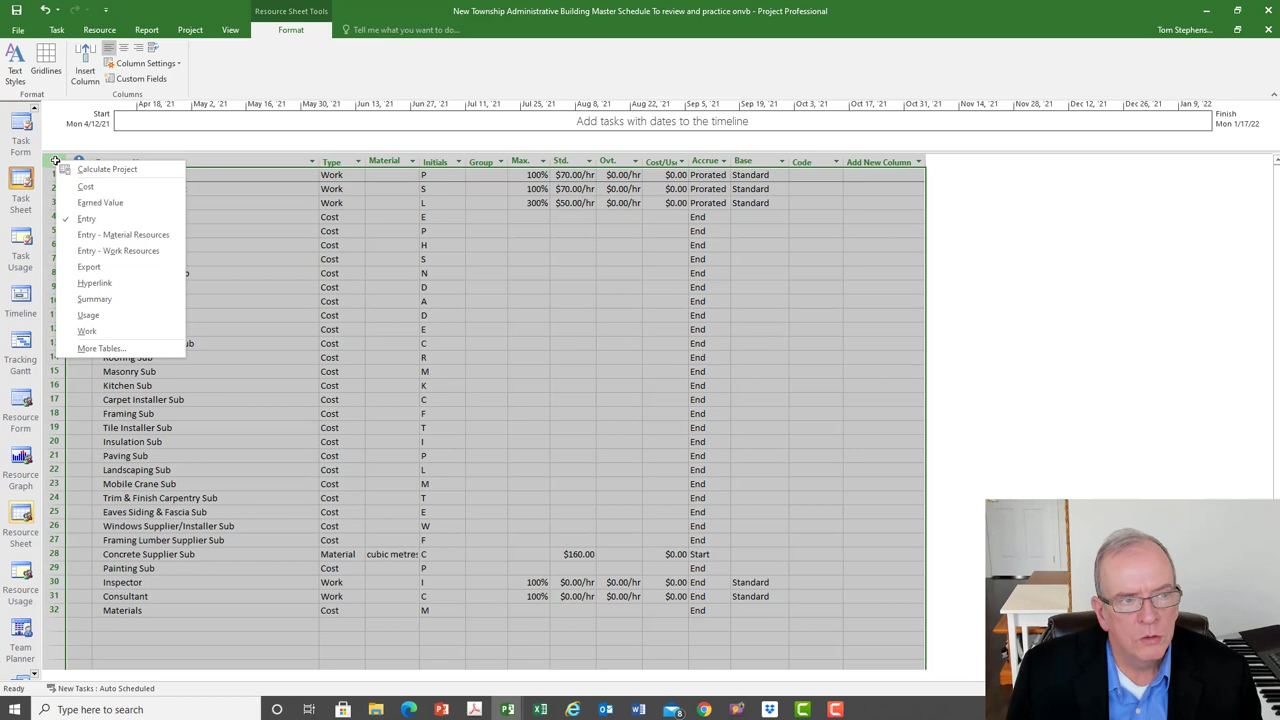 Resource Sheet Tools
New Township Administrative Building Master Schedule To review and practice onvb - Project Professional
File Task Resource Report Project View Format Tell me what you want to do... Tom Stephens...
Text Styles Gridlines
Format
Insert Column
Column Settings
Custom Fields
Columns
Apr 18, '21 May 2, '21 May 16, '21 May 30, '21 Jun 13, '21 Jun 27, '21 Jul 11, '21 Jul 25, '21 Aug 8, '21 Aug 22, '21 Sep 5, '21 Sep 19, '21 Oct 3, '21 Oct 17, '21 Oct 31, '21 Nov 14, '21 Nov 28, '21 Dec 12, '21 Dec 26, '21 Jan 9, '22
Start
Mon 4/12/21
Add tasks with dates to the timeline
Finish
Mon 1/17/22
Task Form
Task Sheet
Task Usage
Timeline
Tracking Gantt
Resource Form
Resource Graph
Resource Sheet
Resource Usage
Team Planner
Calculate Project
Cost
Earned Value
Entry
Entry - Material Resources
Entry - Work Resources
Export
Hyperlink
Summary
Usage
Work
More Tables...
Type Material Initials Group Max. Std. Ovt. Cost/Use Accrue Base Code Add New Column
Work P 100% $70.00/hr $0.00/hr $0.00 Prorated Standard
Work S 100% $70.00/hr $0.00/hr $0.00 Prorated Standard
Work L 300% $50.00/hr $0.00/hr $0.00 Prorated Standard
Cost E End
Cost P End
Cost H End
Cost S End
Cost N End
Cost D End
Cost A End
Cost D End
Cost E End
Cost C End
14 Roofing Sub Cost R End
15 Masonry Sub Cost M End
16 Kitchen Sub Cost K End
17 Carpet Installer Sub Cost C End
18 Framing Sub Cost F End
19 Tile Installer Sub Cost T End
20 Insulation Sub Cost I End
21 Paving Sub Cost P End
22 Landscaping Sub Cost L End
23 Mobile Crane Sub Cost M End
24 Trim & Finish Carpentry Sub Cost T End
25 Eaves Siding & Fascia Sub Cost E End
26 Windows Supplier/Installer Sub Cost W End
27 Framing Lumber Supplier Sub Cost F End
28 Concrete Supplier Sub Material cubic metres C $160.00 $0.00 Start
29 Painting Sub Cost P End
30 Inspector Work I 100% $0.00/hr $0.00/hr $0.00 End Standard
31 Consultant Work C 100% $0.00/hr $0.00/hr $0.00 End Standard
32 Materials Cost M End
Ready New Tasks : Auto Scheduled
Type here to search
8